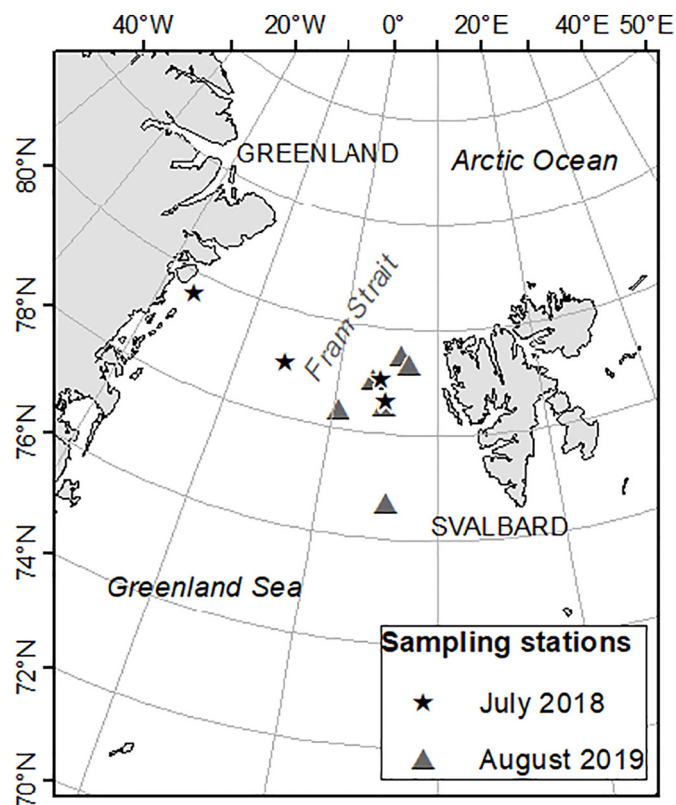 40°W 20°W 0° 20°E 40°E 50°E
80°N
78°N
76°N
74°N
72°N
70°N
GREENLAND
Arctic Ocean
Fram Strait
SVALBARD
Greenland Sea
Sampling stations
July 2018
August 2019